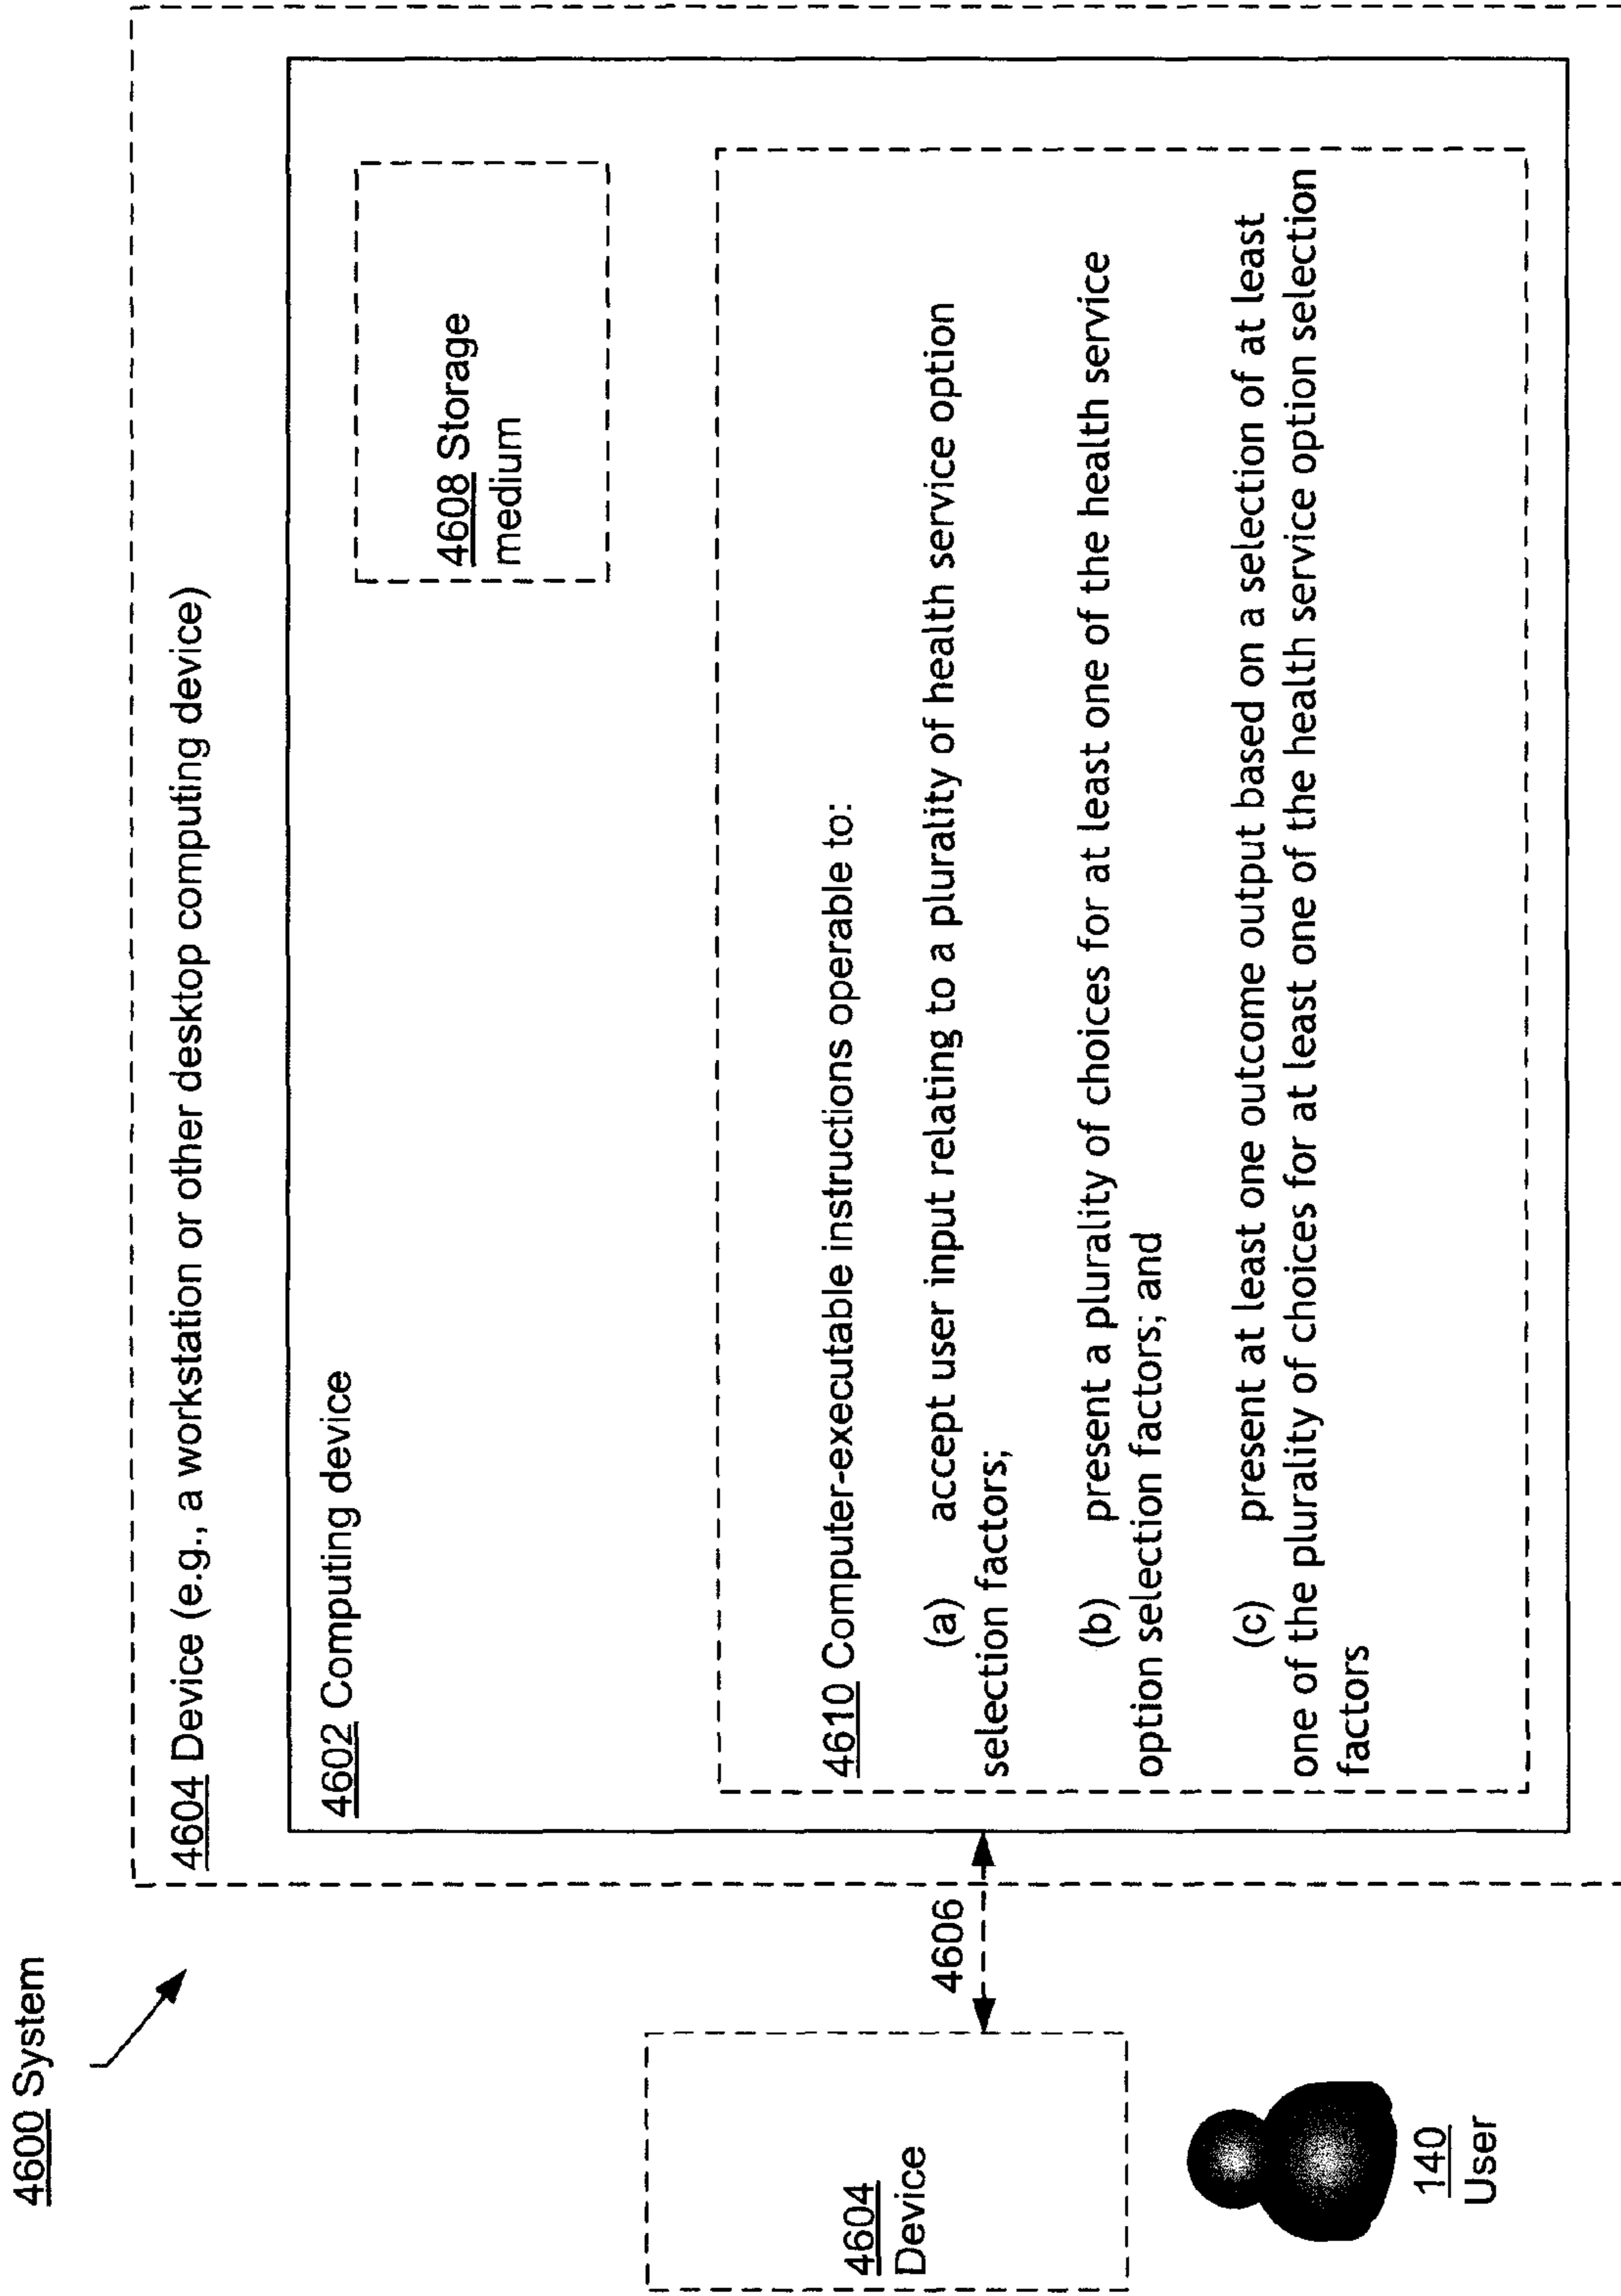 4600 System
4604 Device (e.g., a workstation or other desktop computing device)
4602 Computing device
4608 Storage
medium
4610 Computer-executable instructions operable to:
(a) accept user input relating to a plurality of health service option
selection factors;
(b) present a plurality of choices for at least one of the health service
option selection factors; and
(c) present at least one outcome output based on a selection of at least
one of the plurality of choices for at least one of the health service option selection
factors
4606
4604
Device
140
User